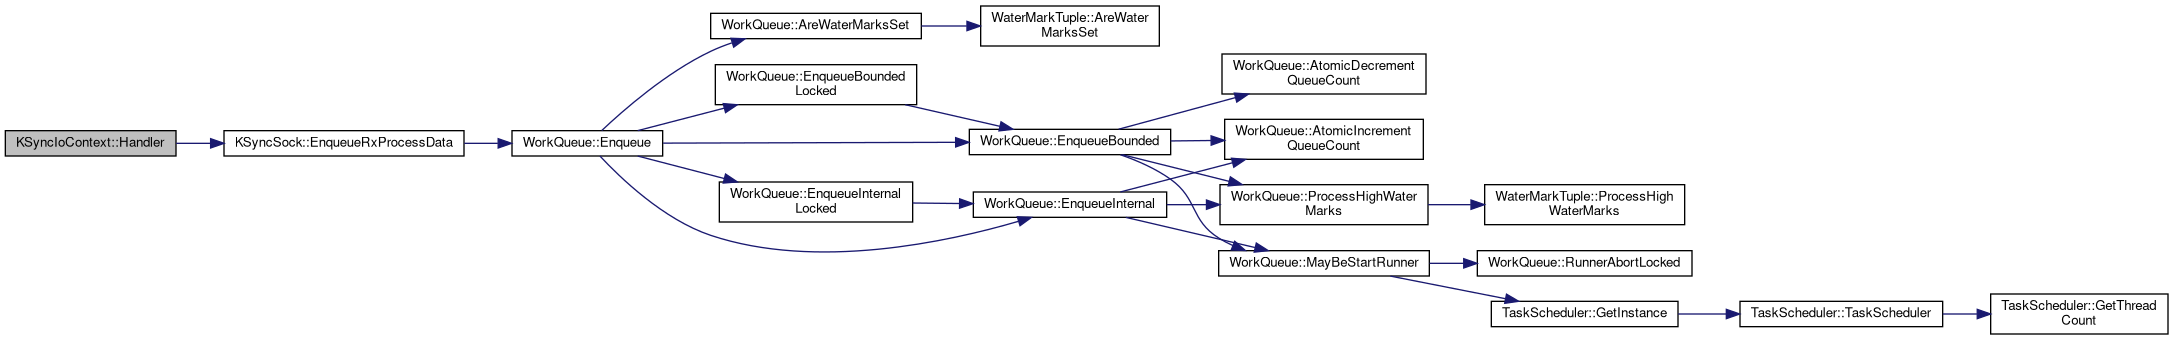 KSyncIoContext::Handler
KSyncSock::EnqueueRxProcessData
WorkQueue::Enqueue
WorkQueue::AreWaterMarksSet
WaterMarkTuple::AreWater
MarksSet
WorkQueue::EnqueueBounded
Locked
WorkQueue::EnqueueBounded
WorkQueue::AtomicDecrement
QueueCount
WorkQueue::AtomicIncrement
QueueCount
WorkQueue::EnqueueInternal
Locked
WorkQueue::EnqueueInternal
WorkQueue::ProcessHighWater
Marks
WaterMarkTuple::ProcessHigh
WaterMarks
WorkQueue::MayBeStartRunner
WorkQueue::RunnerAbortLocked
TaskScheduler::GetInstance
TaskScheduler::TaskScheduler
TaskScheduler::GetThread
Count